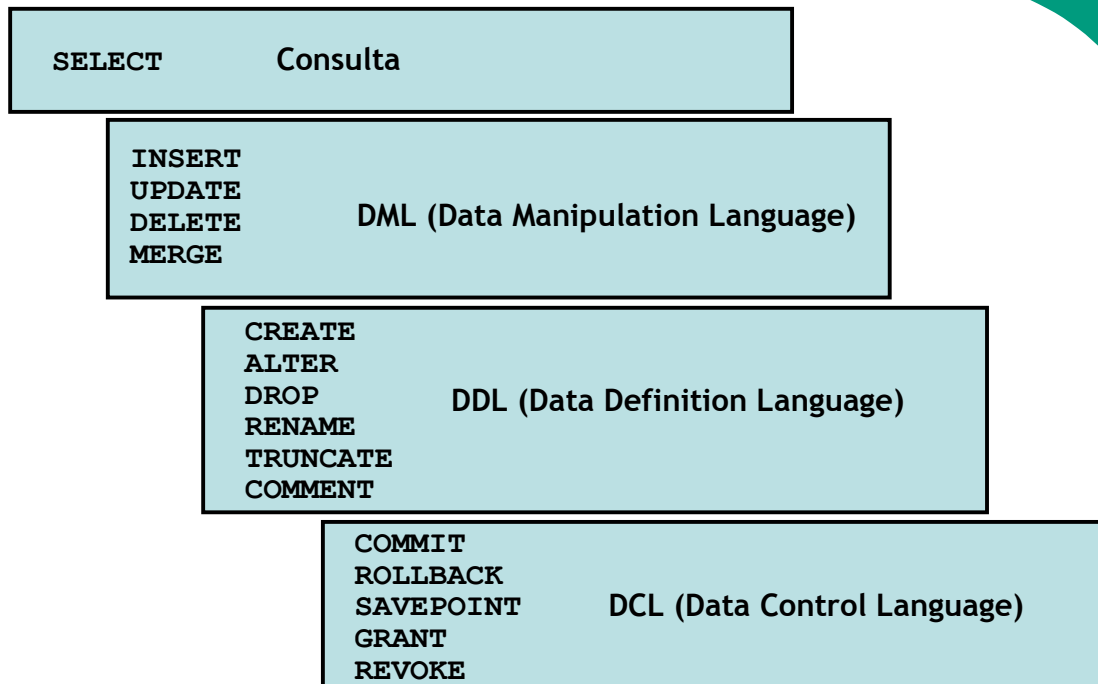 SELECT Consulta
INSERT
UPDATE
DELETE
MERGE
DML (Data Manipulation Language)
CREATE
ALTER
DROP
RENAME
TRUNCATE
COMMENT
DDL (Data Definition Language)
COMMIT
ROLLBACK
SAVEPOINT
GRANT
REVOKE
DCL (Data Control Language)